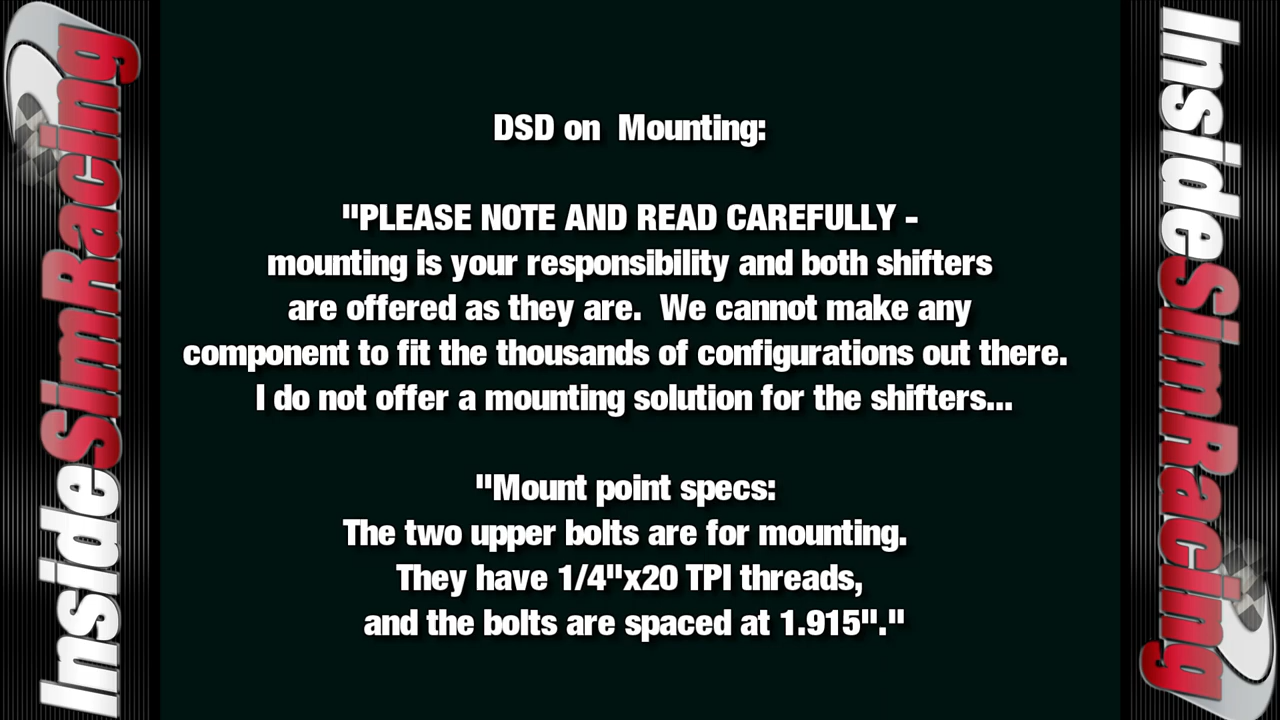 InsideSimRacing
DSD on  Mounting:
"PLEASE NOTE AND READ CAREFULLY -
mounting is your responsibility and both shifters
are offered as they are.  We cannot make any
component to fit the thousands of configurations out there.
I do not offer a mounting solution for the shifters...
"Mount point specs:
The two upper bolts are for mounting.
They have 1/4"x20 TPI threads,
and the bolts are spaced at 1.915"."
InsideSimRacing